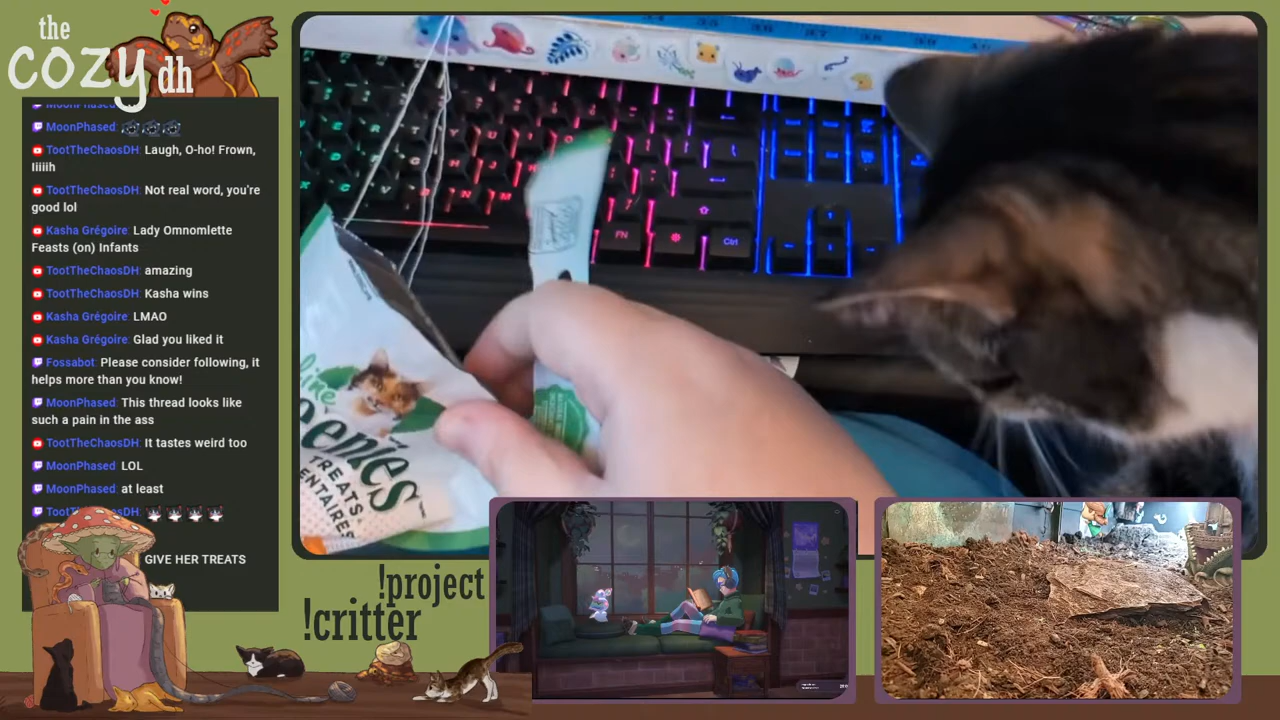 the
cozy dh
MoonPhased:
MoonPhased:
TootTheChaosDH: Laugh, O-ho! Frown,
Iiiiih
TootTheChaosDH: Not real word, you're
good lol
Kasha Grégoire: Lady Omnomlette
Feasts (on) Infants
TootTheChaosDH: amazing
TootTheChaosDH: Kasha wins
Kasha Grégoire: LMAO
Kasha Grégoire: Glad you liked it
Fossabot: Please consider following, it
helps more than you know!
MoonPhased: This thread looks like
such a pain in the ass
TootTheChaosDH: It tastes weird too
MoonPhased: LOL
MoonPhased: at least
GIVE HER TREATS
!project
!critter
FN
Ctrl
eenies
TREATS